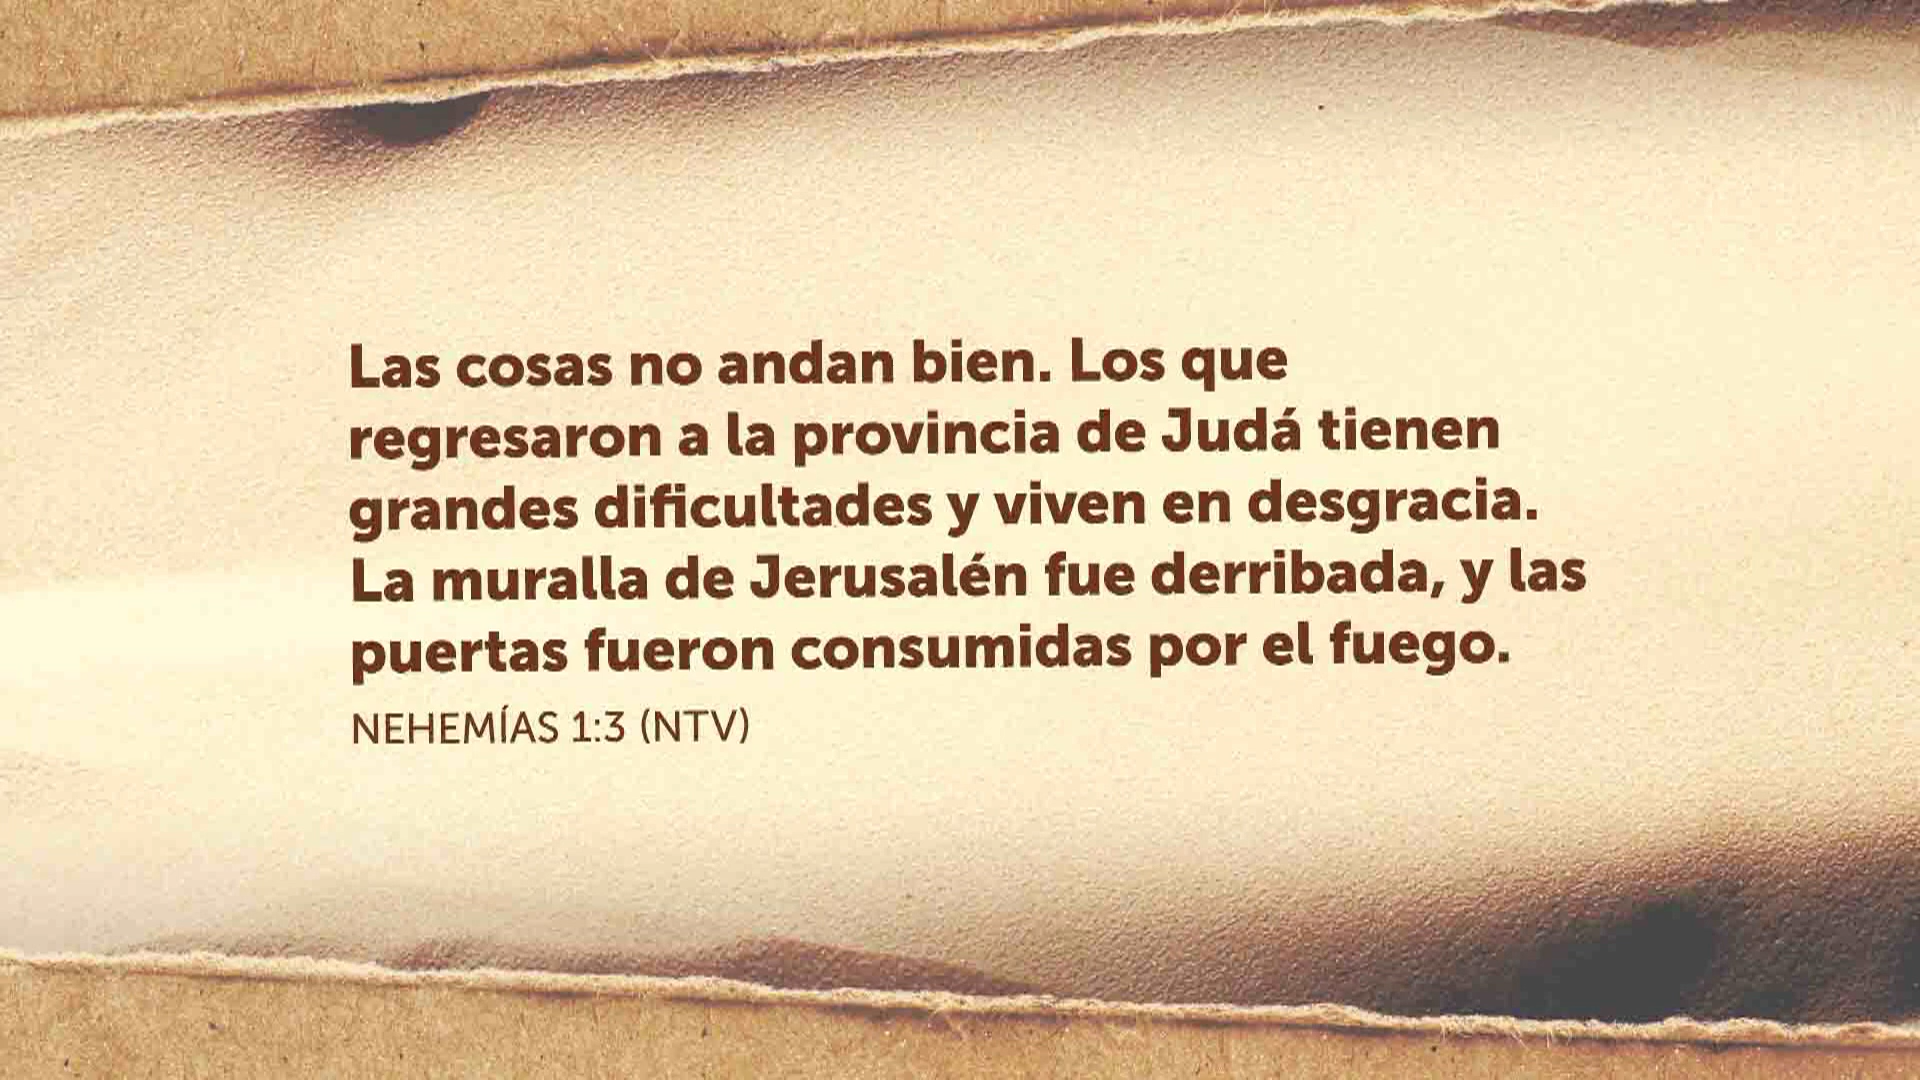 Las cosas no andan bien. Los que
regresaron a la provincia de Judá tienen
grandes dificultades y viven en desgracia.
La muralla de Jerusalén fue derribada, y las
puertas fueron consumidas por el fuego.
NEHEMÍAS 1:3 (NTV)